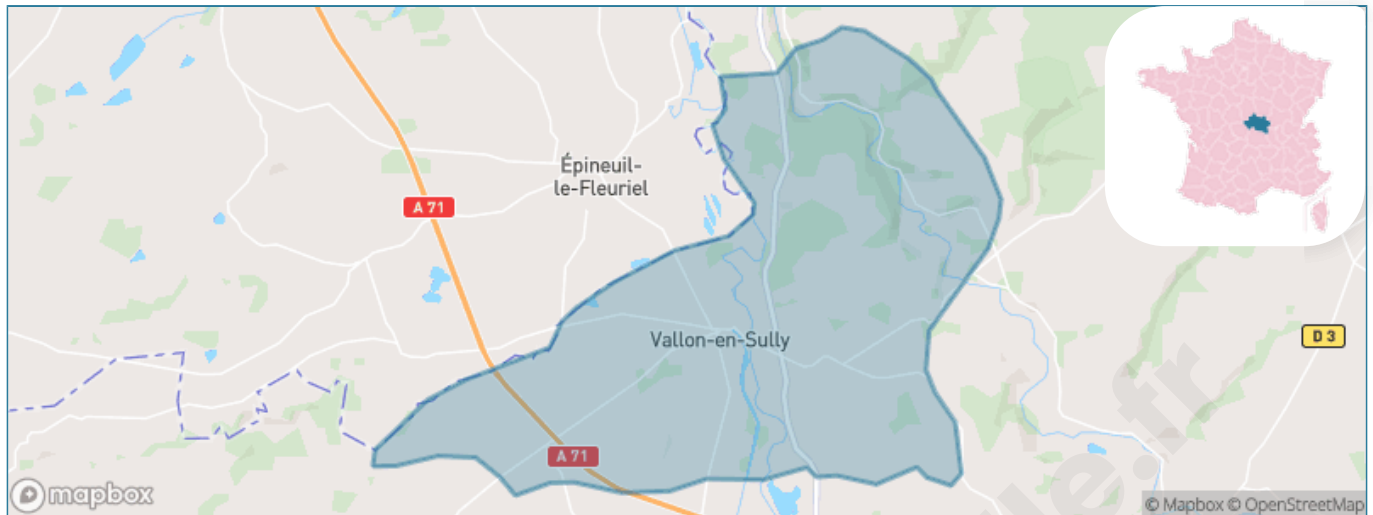 Épineuil-
le-Fleuriel
A 71
Vallon-en-Sully
D 3
A 71
mapbox
© Mapbox © OpenStreetMap